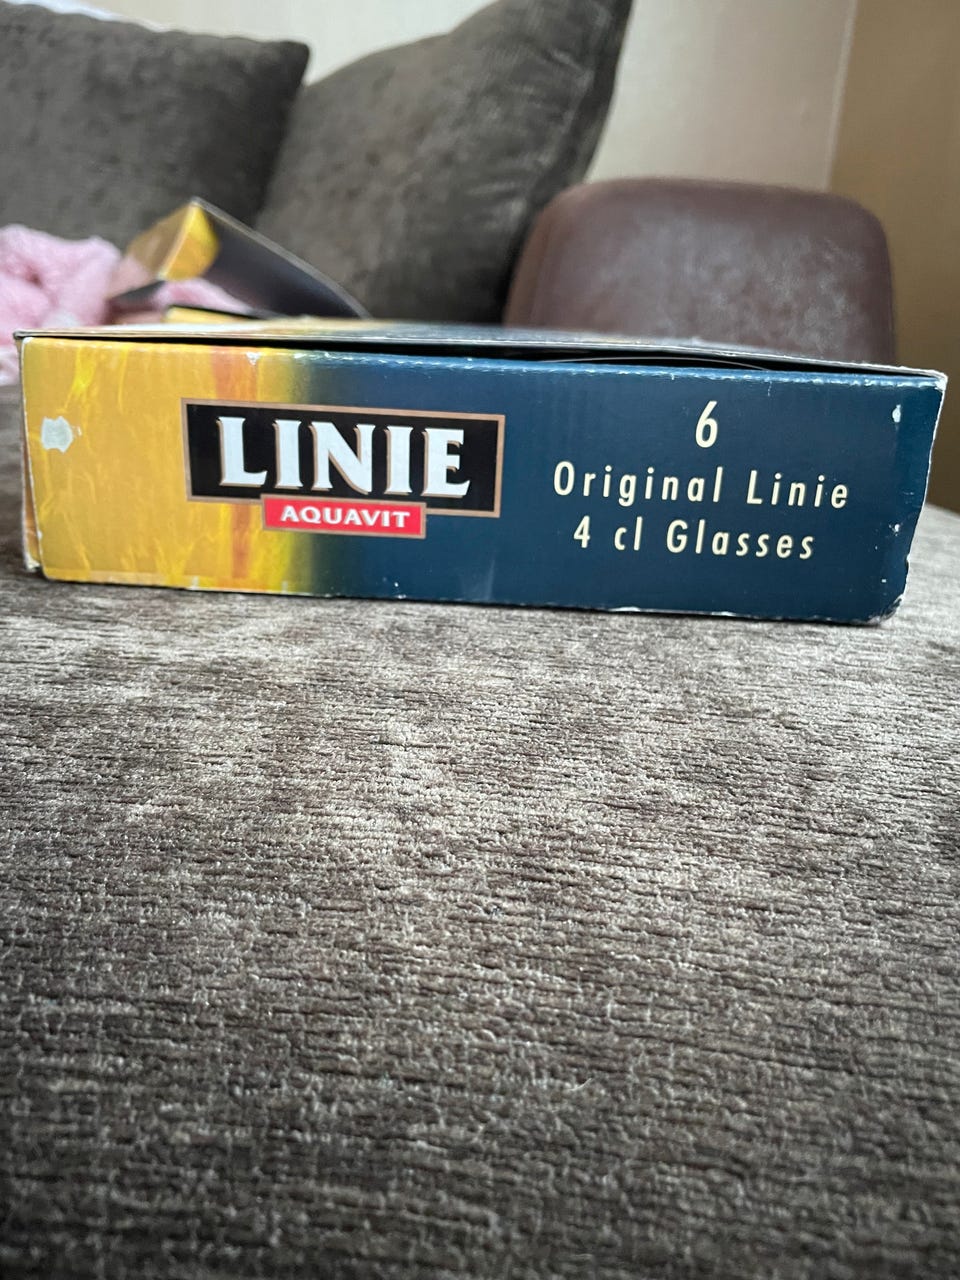 LINIE
AQUAVIT
6
Original Linie
4 cl Glasses